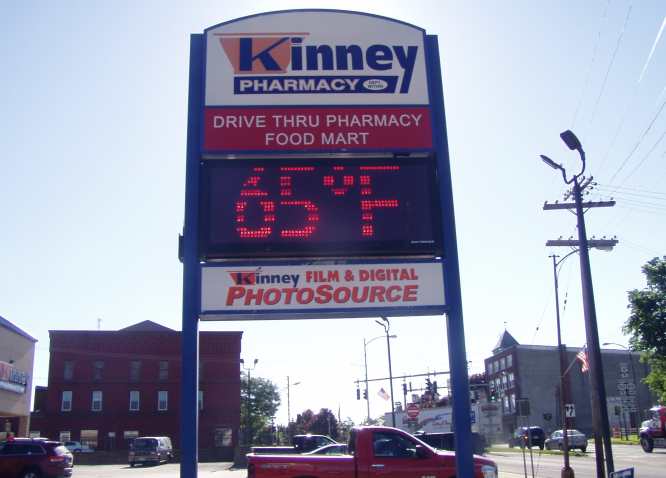 Kinney
PHARMACY
DRIVE THRU PHARMACY
FOOD MART
65°F
Kinney FILM & DIGITAL
PHOTOSOURCE